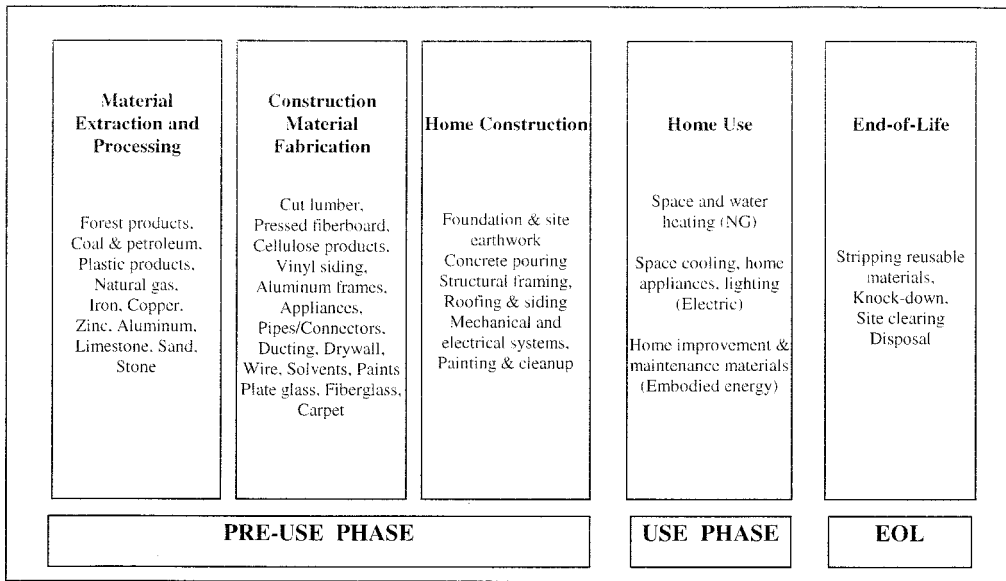 Material
Extraction and
Processing
Forest products,
Coal & petroleum,
Plastic products,
Natural gas,
Iron, Copper,
Zinc, Aluminum,
Limestone, Sand,
Stone
Construction
Material
Fabrication
Cut lumber,
Pressed fiberboard,
Cellulose products,
Vinyl siding,
Aluminum frames,
Appliances,
Pipes/Connectors,
Ducting, Drywall,
Wire, Solvents, Paints
Plate glass, Fiberglass,
Carpet
Home Construction
Foundation & site
earthwork
Concrete pouring
Structural framing,
Roofing & siding
Mechanical and
electrical systems,
Painting & cleanup
Home Use
Space and water
heating (NG)
Space cooling, home
appliances, lighting
(Electric)
Home improvement &
maintenance materials
(Embodied energy)
End-of-Life
Stripping reusable
materials,
Knock-down,
Site clearing
Disposal
PRE-USE PHASE
USE PHASE
EOL